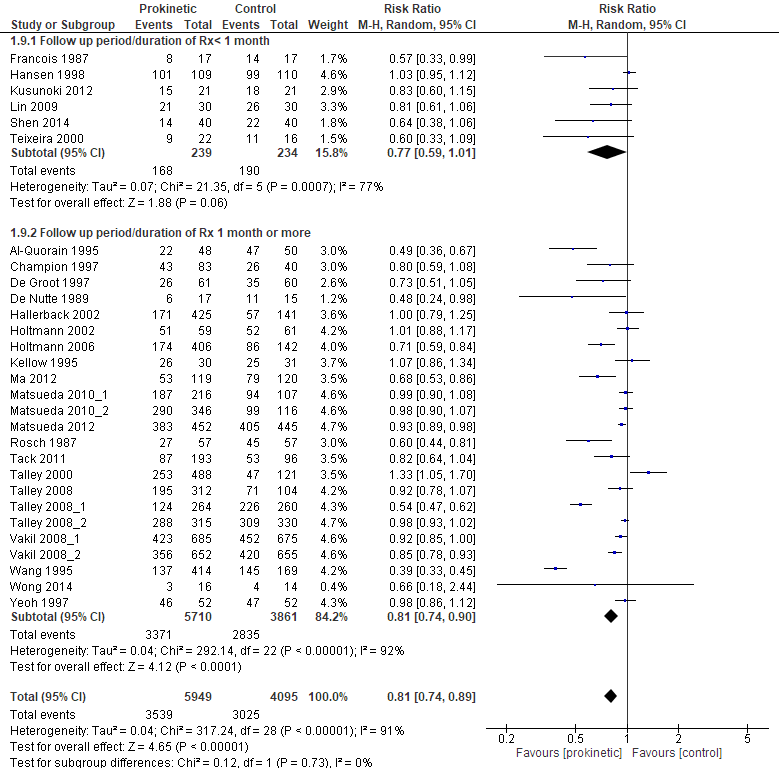 Prokinetic Control Risk Ratio Risk Ratio
Study or Subgroup Events Total Events Total Weight M-H, Random, 95% CI M-H, Random, 95% CI
1.9.1 Follow up period/duration of Rx< 1 month
Francois 1987 8 17 14 17 1.7% 0.57 [0.33, 0.99]
Hansen 1998 101 109 99 110 4.6% 1.03 [0.95, 1.12]
Kusunoki 2012 15 21 18 21 3.0% 0.83 [0.60, 1.15]
Lin 2009 21 30 26 30 3.3% 0.81 [0.61, 1.06]
Shen 2014 14 40 22 40 1.8% 0.64 [0.38, 1.06]
Teixeira 2000 9 22 11 16 1.4% 0.60 [0.33, 1.09]
Subtotal (95% CI) 239 234 15.8% 0.77 [0.59, 1.01]
Total events 168 190
Heterogeneity: Tau² = 0.07; Chi² = 21.35, df = 5 (P = 0.0007); I² = 77%
Test for overall effect: Z = 1.88 (P = 0.06)
1.9.2 Follow up period/duration of Rx 1 month or more
Al-Quorain 1995 22 48 47 50 3.0% 0.49 [0.36, 0.67]
Champion 1997 43 83 26 40 3.0% 0.80 [0.59, 1.08]
De Groot 1997 26 61 35 60 2.6% 0.73 [0.51, 1.05]
De Nutte 1989 6 17 11 15 1.2% 0.48 [0.24, 0.98]
Hallerback 2002 171 425 57 141 3.6% 1.00 [0.79, 1.25]
Holtmann 2002 51 59 52 61 4.3% 1.01 [0.88, 1.17]
Holtmann 2006 174 406 86 142 4.1% 0.71 [0.59, 0.84]
Kellow 1995 26 30 25 31 3.7% 1.07 [0.86, 1.34]
Ma 2012 53 119 79 120 3.6% 0.68 [0.53, 0.86]
Matsueda 2010_1 187 216 94 107 4.6% 0.99 [0.90, 1.08]
Matsueda 2010_2 290 346 99 116 4.6% 0.98 [0.90, 1.07]
Matsueda 2012 383 452 405 445 4.7% 0.93 [0.89, 0.98]
Rosch 1987 27 57 45 57 3.0% 0.60 [0.44, 0.81]
Tack 2011 87 193 53 96 3.5% 0.82 [0.64, 1.04]
Talley 2000 253 488 47 121 3.5% 1.33 [1.05, 1.70]
Talley 2008 195 312 71 104 4.2% 0.92 [0.78, 1.07]
Talley 2008_1 124 264 226 260 4.3% 0.54 [0.47, 0.62]
Talley 2008_2 288 315 309 330 4.7% 0.98 [0.93, 1.02]
Vakil 2008_1 423 685 452 675 4.6% 0.92 [0.85, 1.00]
Vakil 2008_2 356 652 420 655 4.6% 0.85 [0.78, 0.93]
Wang 1995 137 414 145 169 4.2% 0.39 [0.33, 0.45]
Wong 2014 3 16 4 14 0.4% 0.66 [0.18, 2.44]
Yeoh 1997 46 52 47 52 4.3% 0.98 [0.86, 1.12]
Subtotal (95% CI) 5710 3861 84.2% 0.81 [0.74, 0.90]
Total events 3371 2835
Heterogeneity: Tau² = 0.04; Chi² = 292.14, df = 22 (P < 0.00001); I² = 92%
Test for overall effect: Z = 4.12 (P < 0.0001)
Total (95% CI) 5949 4095 100.0% 0.81 [0.74, 0.89]
Total events 3539 3025
Heterogeneity: Tau² = 0.04; Chi² = 317.24, df = 28 (P < 0.00001); I² = 91%
Test for overall effect: Z = 4.65 (P < 0.00001)
Test for subgroup differences: Chi² = 0.12, df = 1 (P = 0.73), I² = 0%
0.2 0.5 1 2 5
Favours [prokinetic] Favours [control]